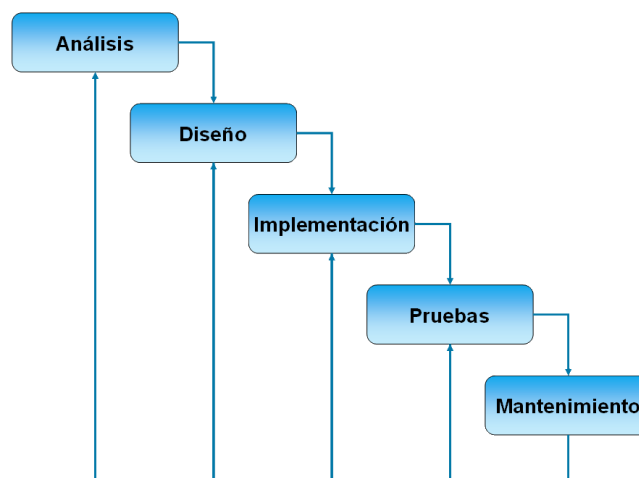 Análisis
Diseño
Implementación
Pruebas
Mantenimiento